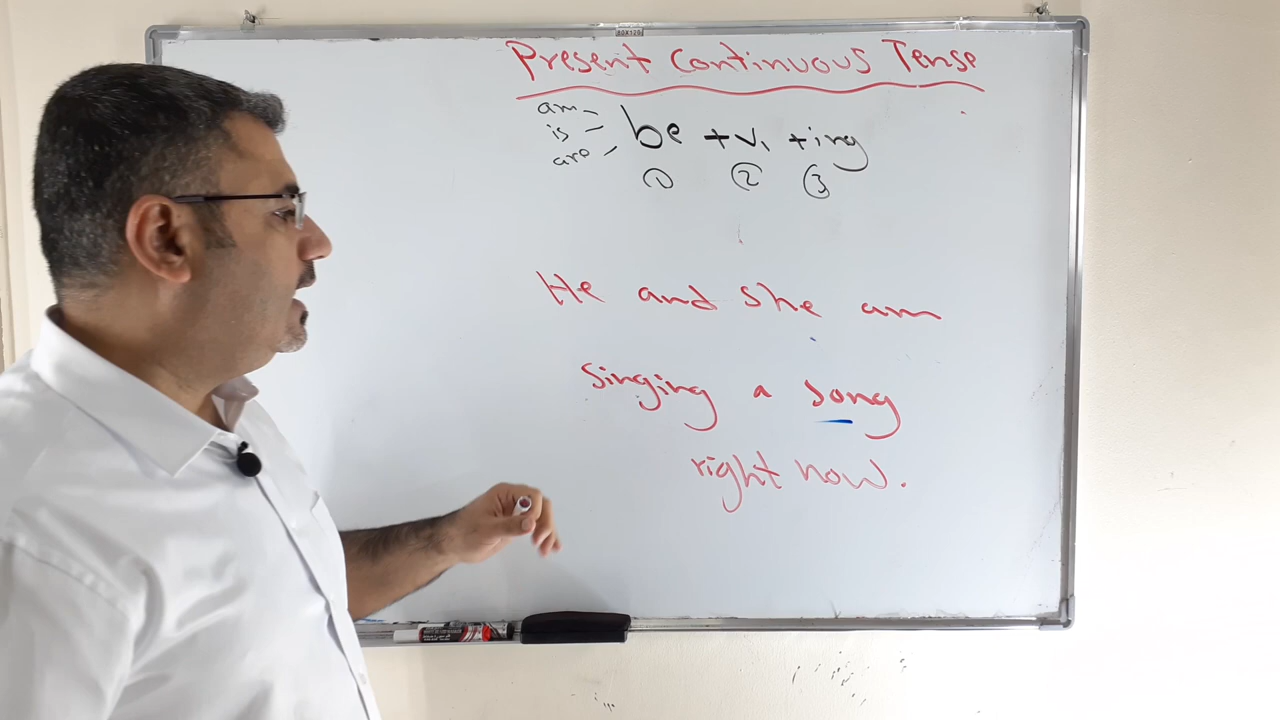 80X120
Present Continuous Tense
am
is
are
be + v1 + ing
① ② ③
He and she am
singing a song
right now.